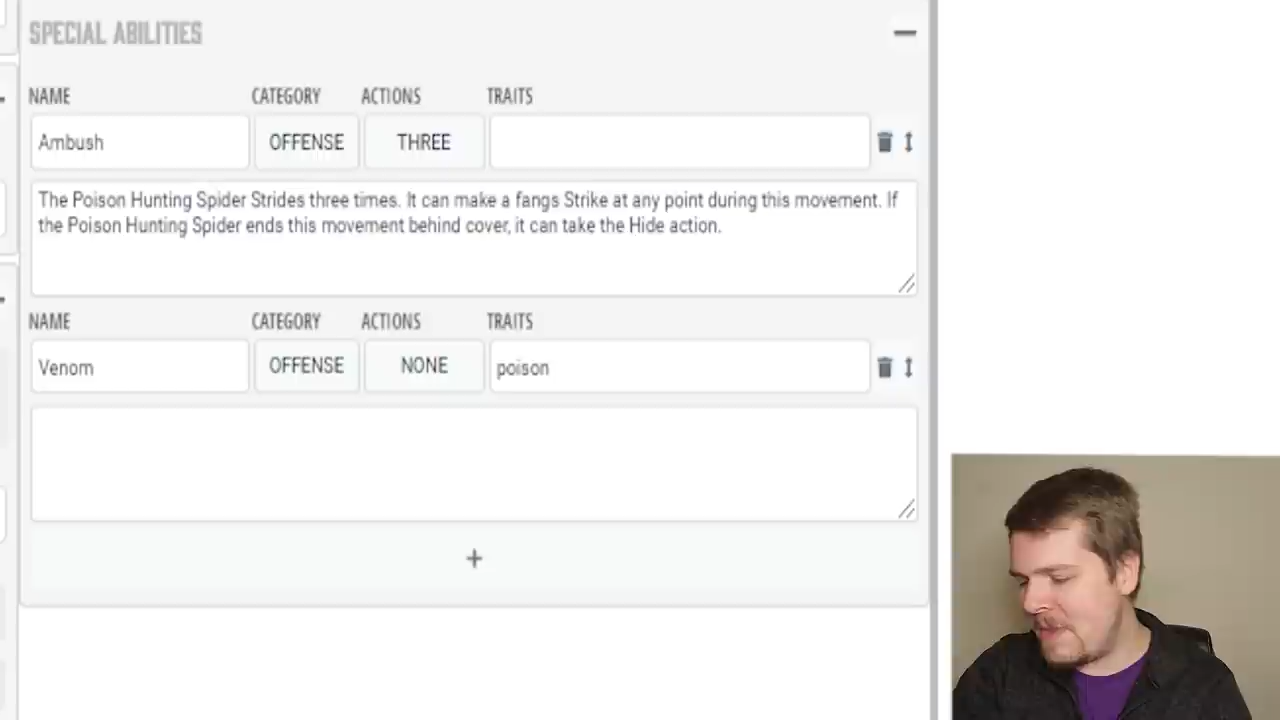 SPECIAL ABILITIES
NAME CATEGORY ACTIONS TRAITS
Ambush OFFENSE THREE
The Poison Hunting Spider Strides three times. It can make a fangs Strike at any point during this movement. If
the Poison Hunting Spider ends this movement behind cover, it can take the Hide action.
NAME CATEGORY ACTIONS TRAITS
Venom OFFENSE NONE poison
+